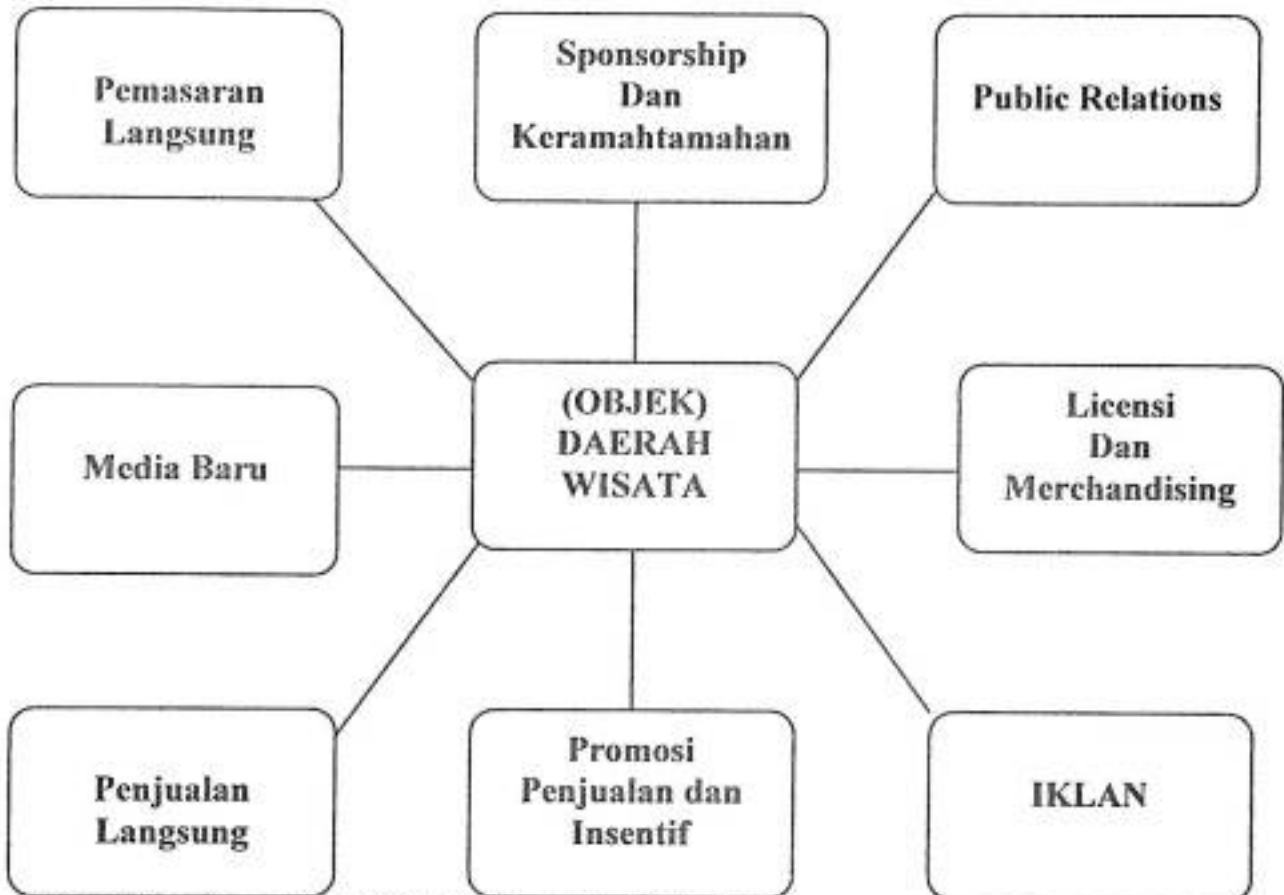 Pemasaran
Langsung
Sponsorship
Dan
Keramahtamahan
Public Relations
Media Baru
(OBJEK)
DAERAH
WISATA
Licensi
Dan
Merchandising
Penjualan
Langsung
Promosi
Penjualan dan
Insentif
IKLAN